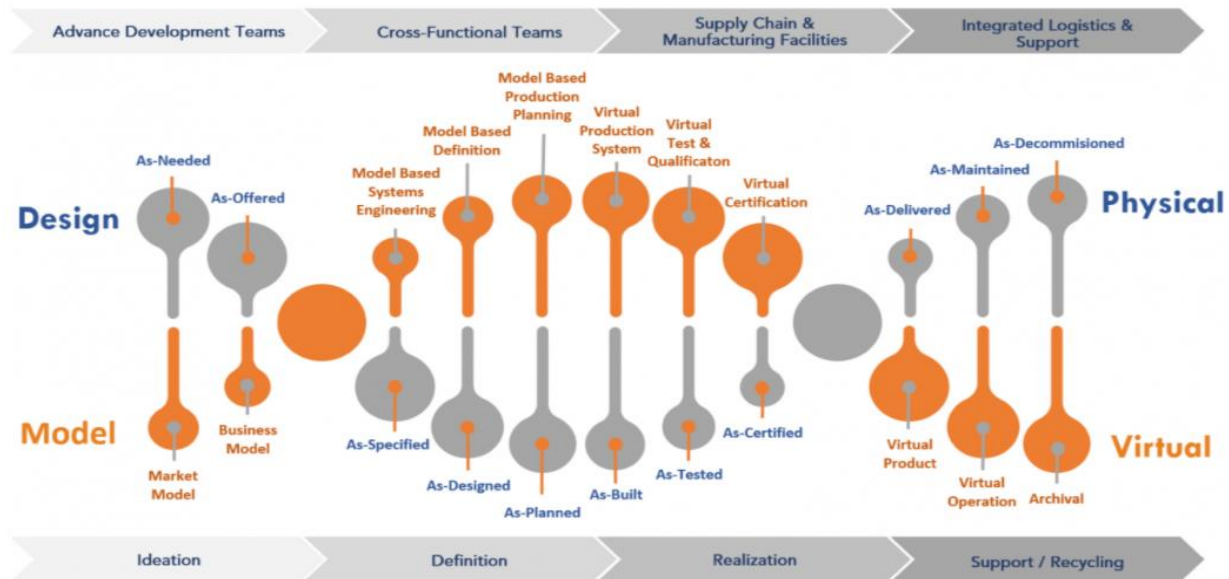 Advance Development Teams
Cross-Functional Teams
Supply Chain &
Manufacturing Facilities
Integrated Logistics &
Support
Design
Model
As-Needed
Market
Model
As-Offered
Business
Model
Model Based
Systems
Engineering
As-Specified
Model Based
Definition
As-Designed
Model Based
Production
Planning
As-Planned
Virtual
Production
System
As-Built
Virtual
Test &
Qualificaton
As-Tested
Virtual
Certification
As-Certified
As-Delivered
Virtual
Product
As-Maintained
Virtual
Operation
As-Decommisioned
Archival
Physical
Virtual
Ideation
Definition
Realization
Support / Recycling